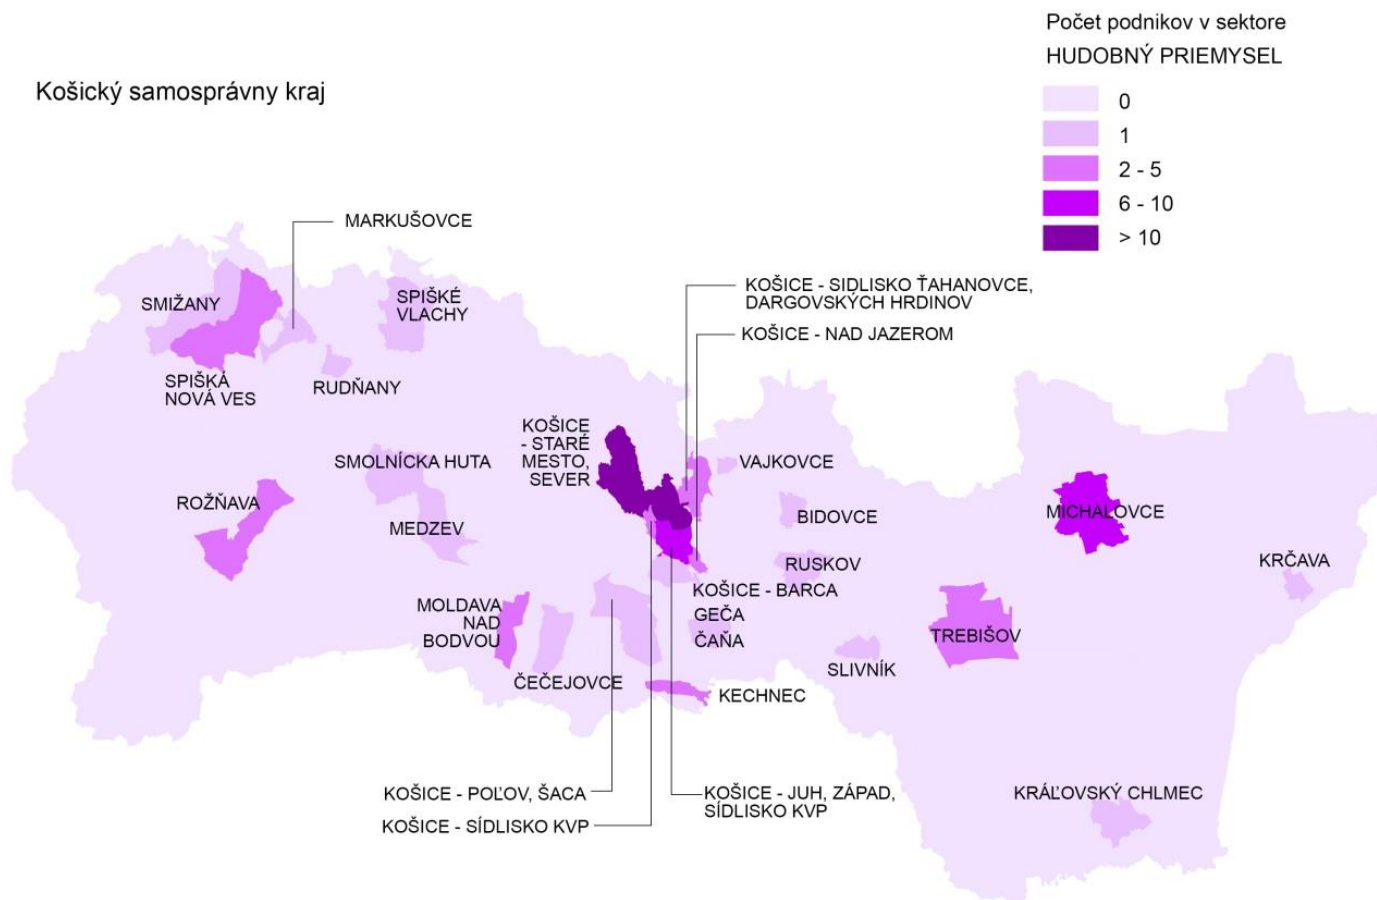 Počet podnikov v sektore
HUDOBNÝ PRIEMYSEL
Košický samosprávny kraj
0
1
2 - 5
6 - 10
> 10
MARKUŠOVCE
SMIŽANY
SPIŠKÉ
VLACHY
KOŠICE - SIDLISKO ŤAHANOVCE,
DARGOVSKÝCH HRDINOV
KOŠICE - NAD JAZEROM
SPIŠKÁ
NOVÁ VES
RUDŇANY
KOŠICE
- STARÉ
MESTO,
SEVER
SMOLNÍCKA HUTA
VAJKOVCE
ROŽŇAVA
MEDZEV
BIDOVCE
MICHALOVCE
RUSKOV
KRČAVA
KOŠICE - BARCA
MOLDAVA
NAD
BODVOU
GEČA
ČAŇA
TREBIŠOV
SLIVNÍK
ČEČEJOVCE
KECHNEC
KOŠICE - POĽOV, ŠACA
KOŠICE - JUH, ZÁPAD,
SÍDLISKO KVP
KRÁĽOVSKÝ CHLMEC
KOŠICE - SÍDLISKO KVP